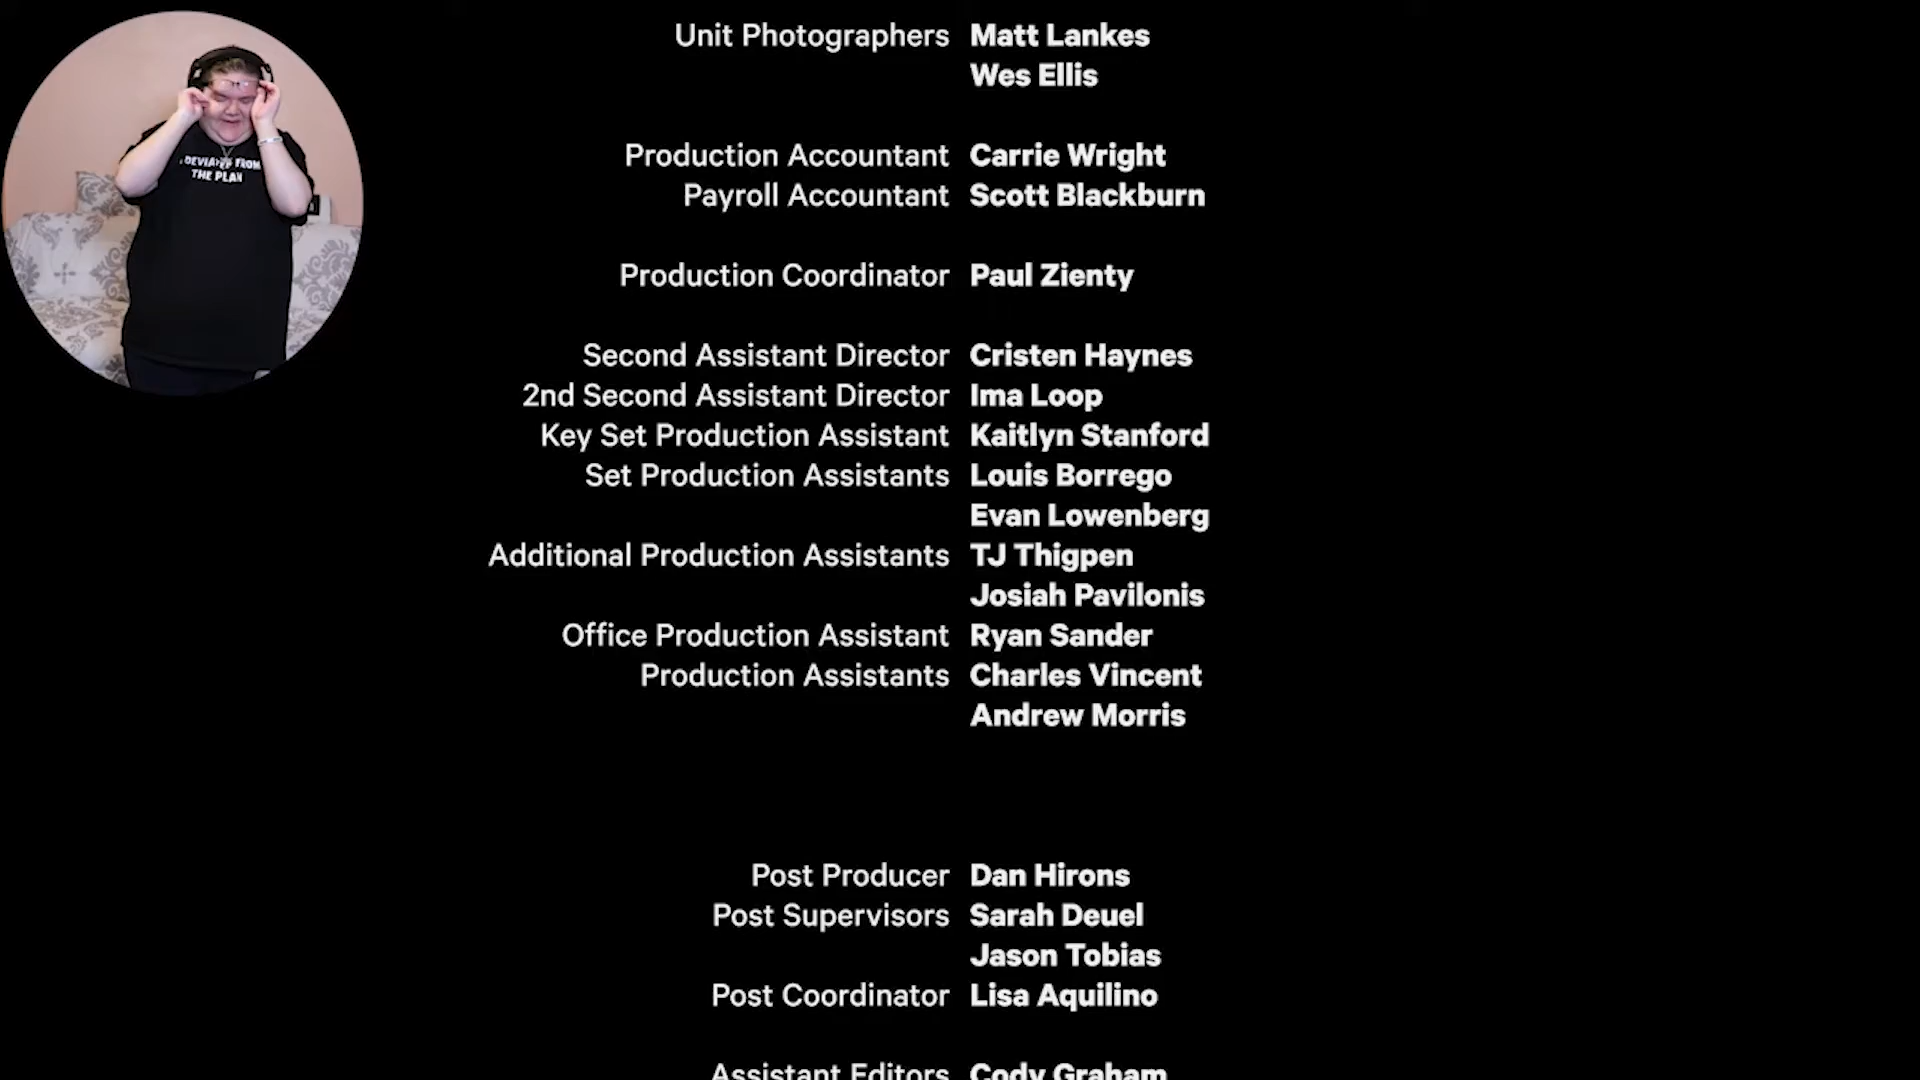 DEVIATED FROM
THE PLAN
Unit Photographers Matt Lankes
Wes Ellis
Production Accountant Carrie Wright
Payroll Accountant Scott Blackburn
Production Coordinator Paul Zienty
Second Assistant Director Cristen Haynes
2nd Second Assistant Director Ima Loop
Key Set Production Assistant Kaitlyn Stanford
Set Production Assistants Louis Borrego
Evan Lowenberg
Additional Production Assistants TJ Thigpen
Josiah Pavilonis
Office Production Assistant Ryan Sander
Production Assistants Charles Vincent
Andrew Morris
Post Producer Dan Hirons
Post Supervisors Sarah Deuel
Jason Tobias
Post Coordinator Lisa Aquilino
Assistant Editors Cody Graham